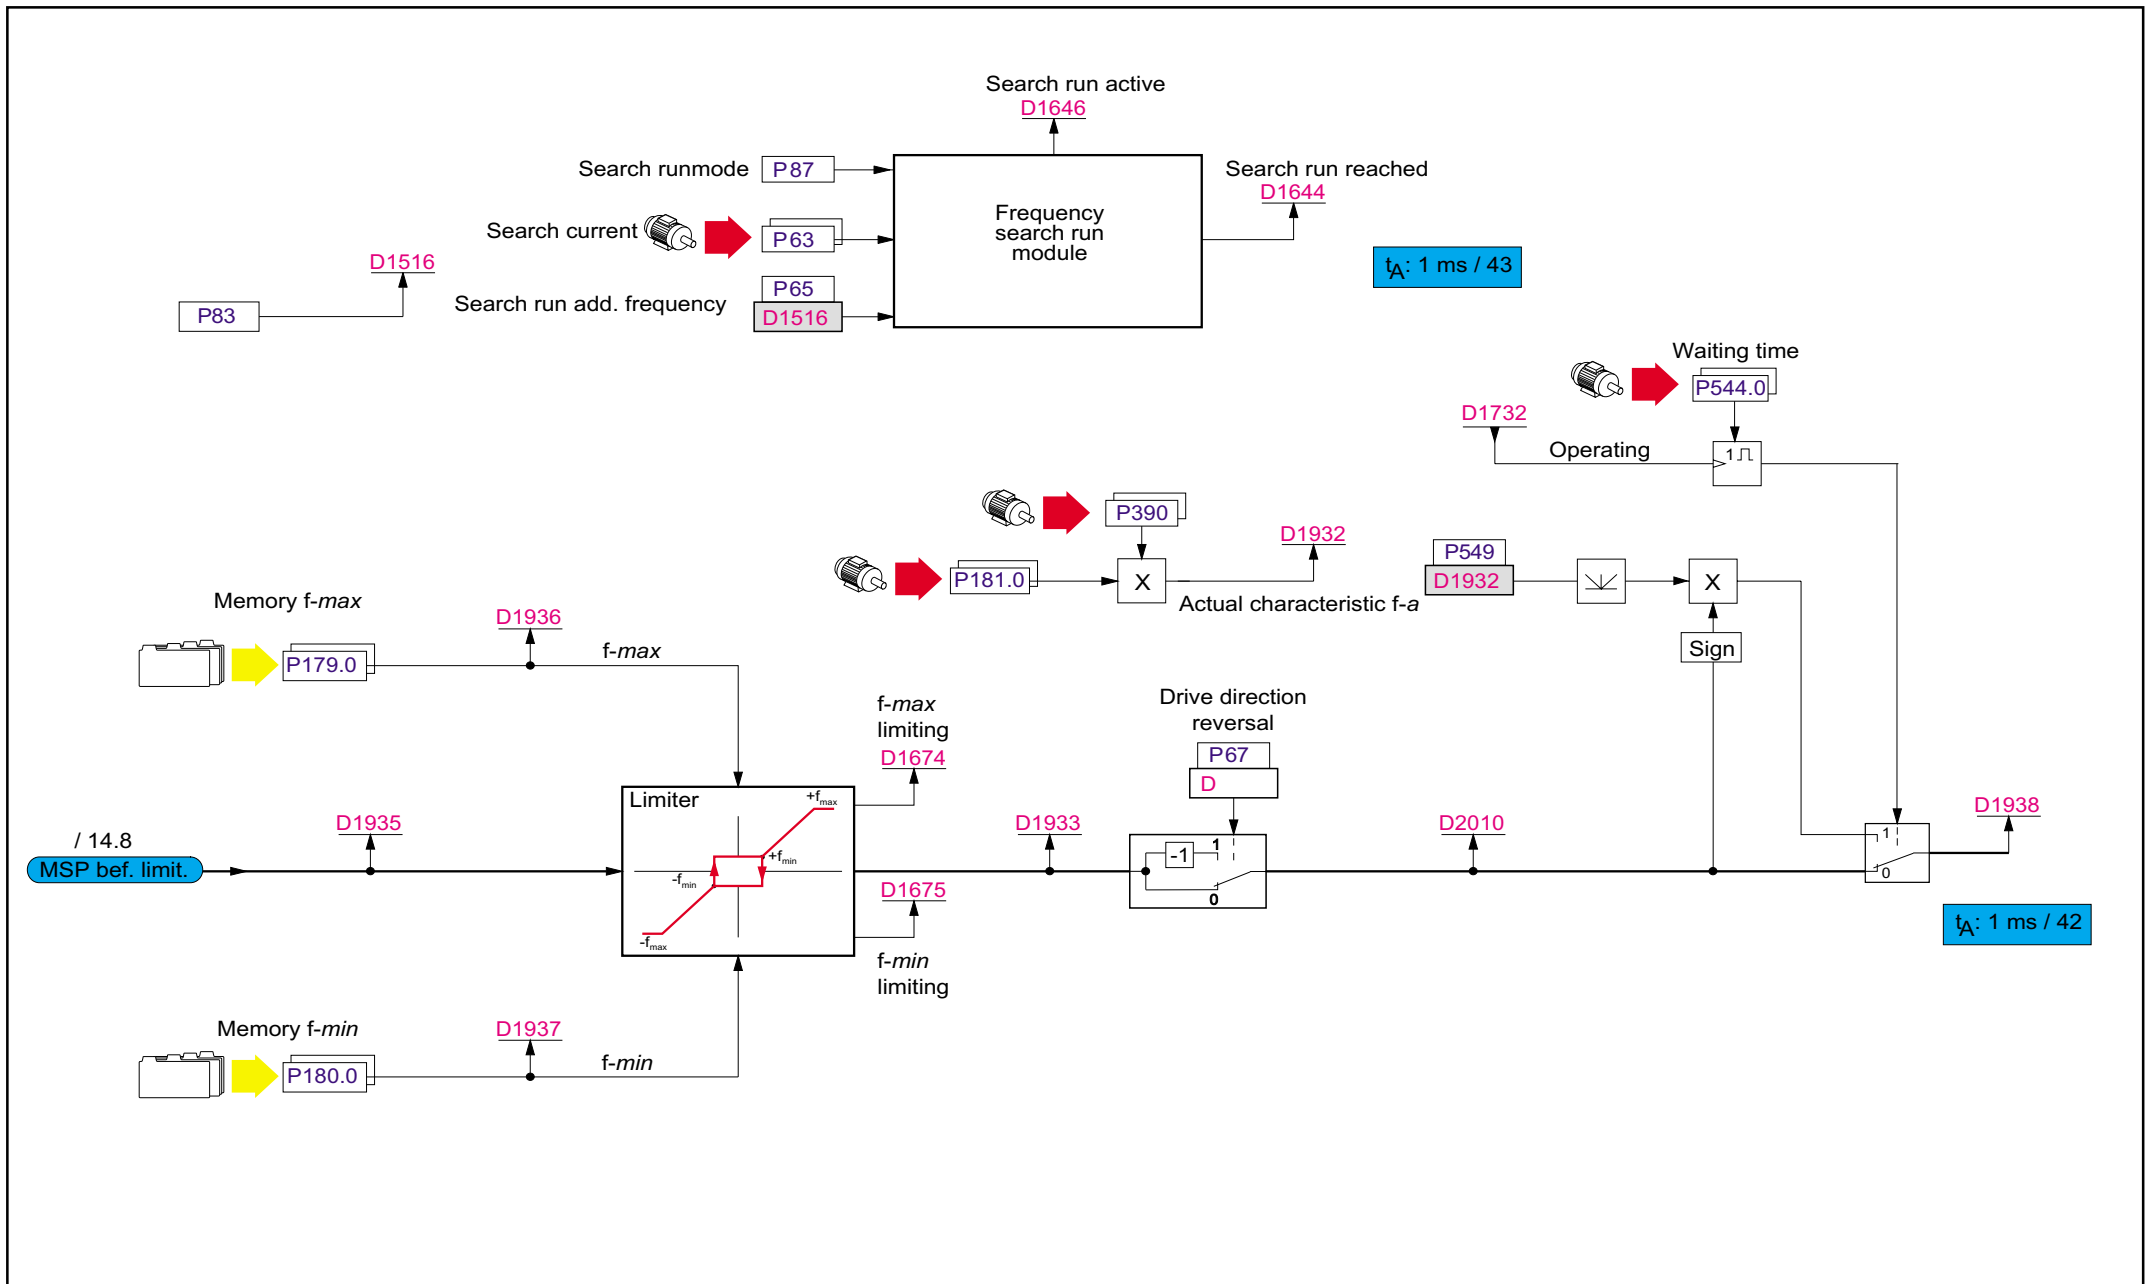 Search run active
D1646
Search runmode
P87
Search run reached
D1644
Frequency
search run
module
Search current
P63
D1516
tA: 1 ms / 43
P65
Search run add. frequency
D1516
P83
Waiting time
P544.0
D1732
Operating
1
P390
D1932
P549
P181.0
X
D1932
X
Actual characteristic f-a
Memory f-max
D1936
f-max
Sign
P179.0
f-max
limiting
D1674
Drive direction
reversal
P67
D
Limiter
+fmax
D1938
/ 14.8
D1935
D1933
D2010
1
MSP bef. limit.
+fmin
-1
1
-fmin
0
0
D1675
-fmax
tA: 1 ms / 42
f-min
limiting
Memory f-min
D1937
f-min
P180.0